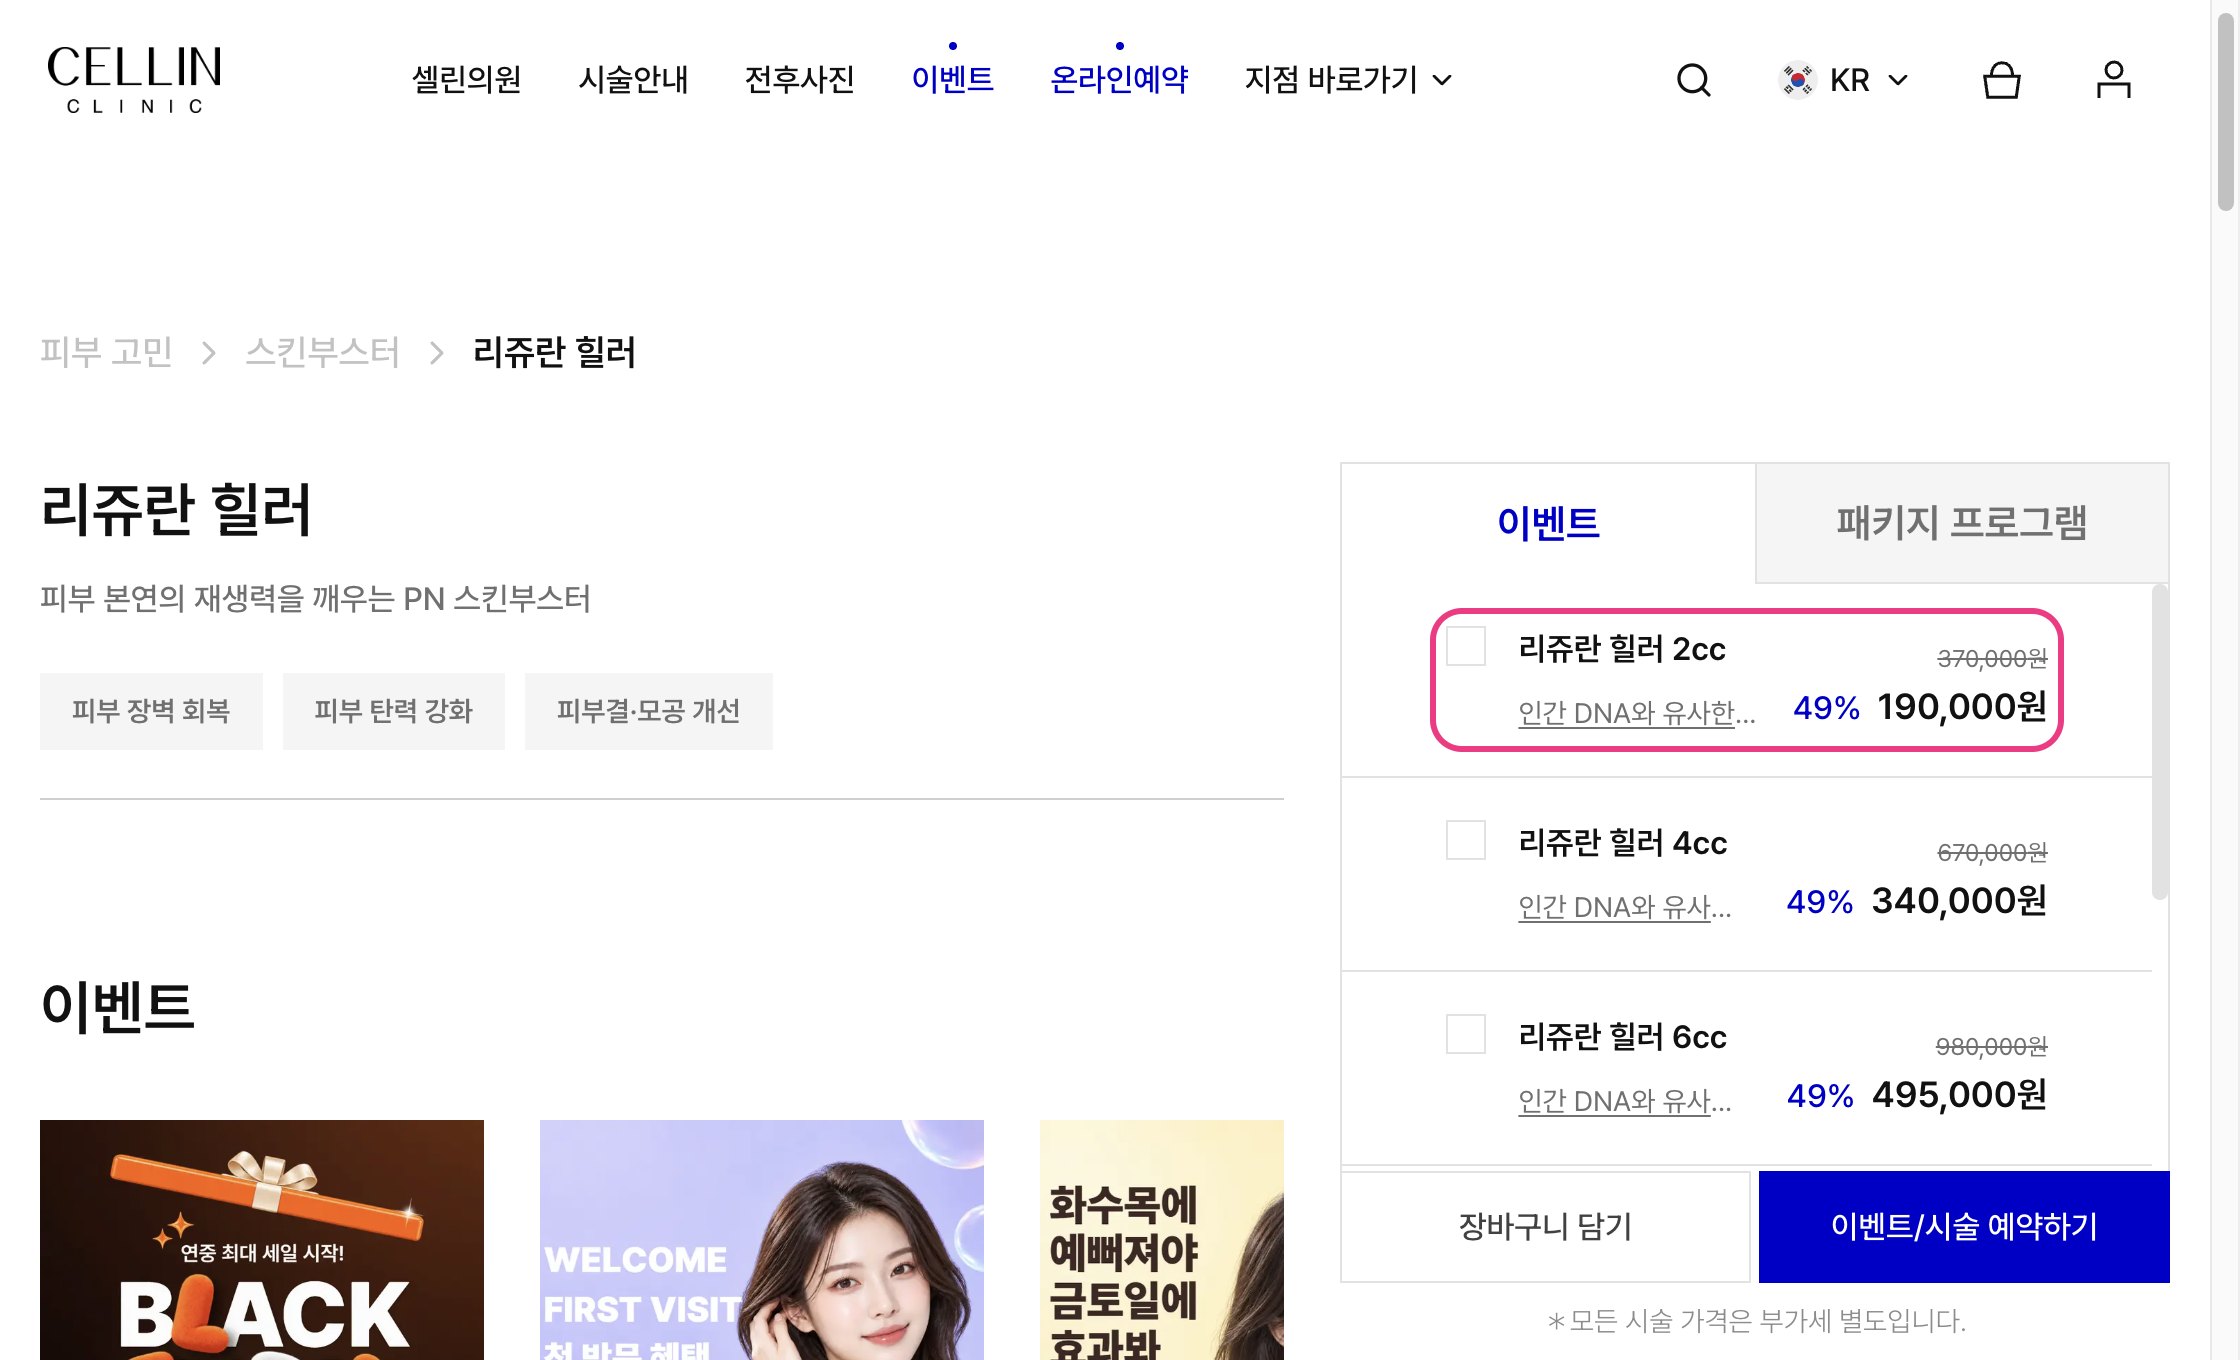 CELLIN
CLINIC
셀린의원
시술안내
전후사진
이벤트
온라인예약
지점 바로가기
KR
피부 고민 > 스킨부스터 > 리쥬란 힐러
리쥬란 힐러
피부 본연의 재생력을 깨우는 PN 스킨부스터
피부 장벽 회복
피부 탄력 강화
피부결·모공 개선
이벤트
연중 최대 세일 시작!
BLACK
WELCOME
FIRST VISIT
첫 방문 혜택
화수목에
예뻐져야
금토일에
효과봐
이벤트
패키지 프로그램
리쥬란 힐러 2cc
370,000원
인간 DNA와 유사한...
49% 190,000원
리쥬란 힐러 4cc
670,000원
인간 DNA와 유사...
49% 340,000원
리쥬란 힐러 6cc
980,000원
인간 DNA와 유사...
49% 495,000원
장바구니 담기
이벤트/시술 예약하기
*모든 시술 가격은 부가세 별도입니다.